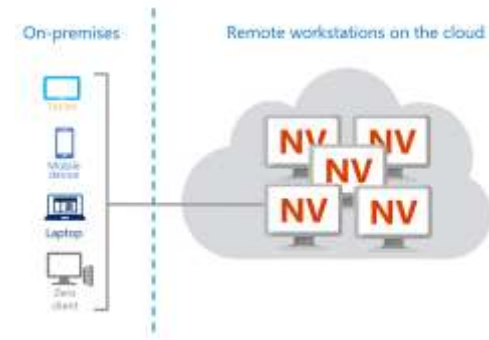 On-premises
Remote workstations on the cloud
Tablet
Mobile
device
Laptop
Zero
client
NV
NV
NV
NV
NV